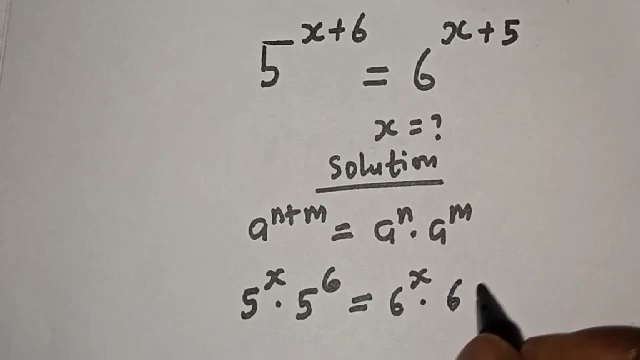 5^{x+6} = 6^{x+5}
x = ?
Solution
a^{n+m} = a^n · a^m
5^x · 5^6 = 6^x · 6